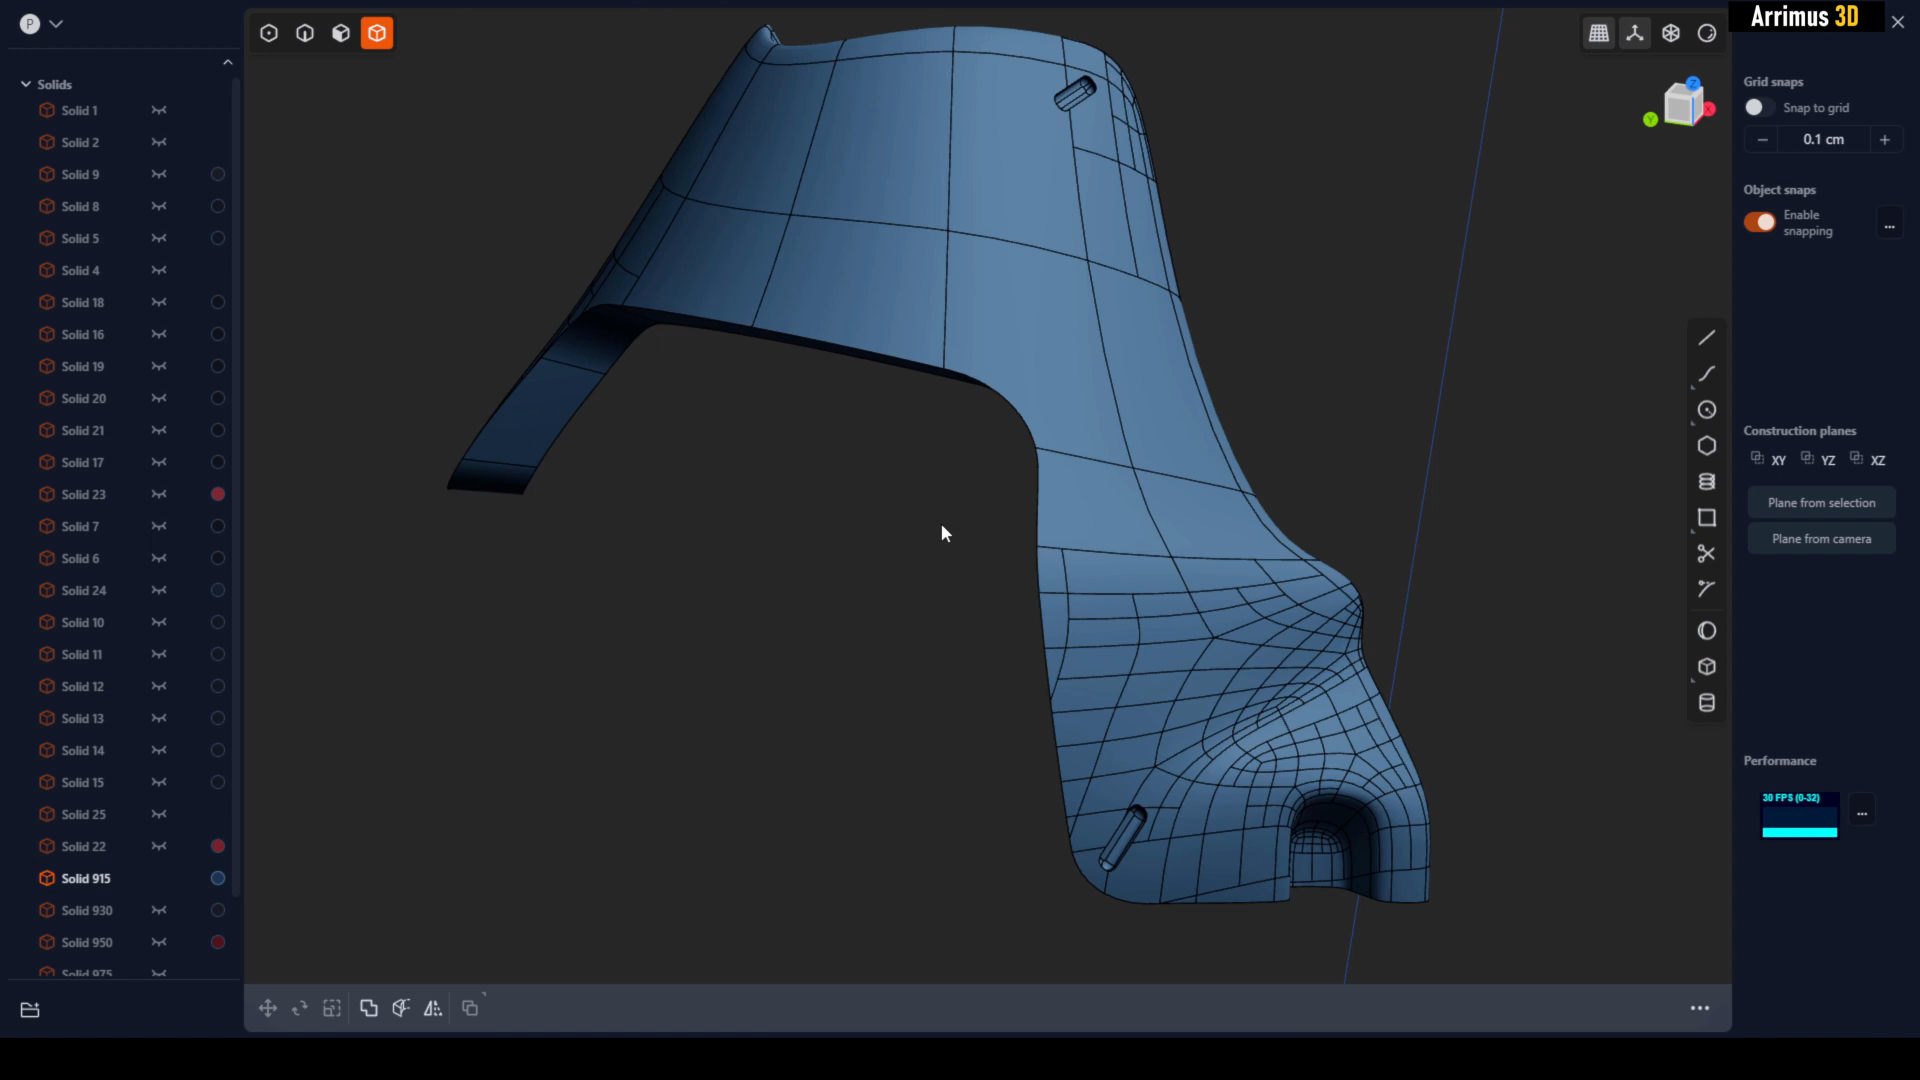 Arrimus 3D
P
Solids
Solid 1
Solid 2
Solid 9
Solid 8
Solid 5
Solid 4
Solid 18
Solid 16
Solid 19
Solid 20
Solid 21
Solid 17
Solid 23
Solid 7
Solid 6
Solid 24
Solid 10
Solid 11
Solid 12
Solid 13
Solid 14
Solid 15
Solid 25
Solid 22
Solid 915
Solid 930
Solid 950
Solid 975
Z
X
Y
Grid snaps
Snap to grid
0.1 cm
Object snaps
Enable
snapping
...
Construction planes
XY YZ XZ
Plane from selection
Plane from camera
Performance
30 FPS (0-32)
...